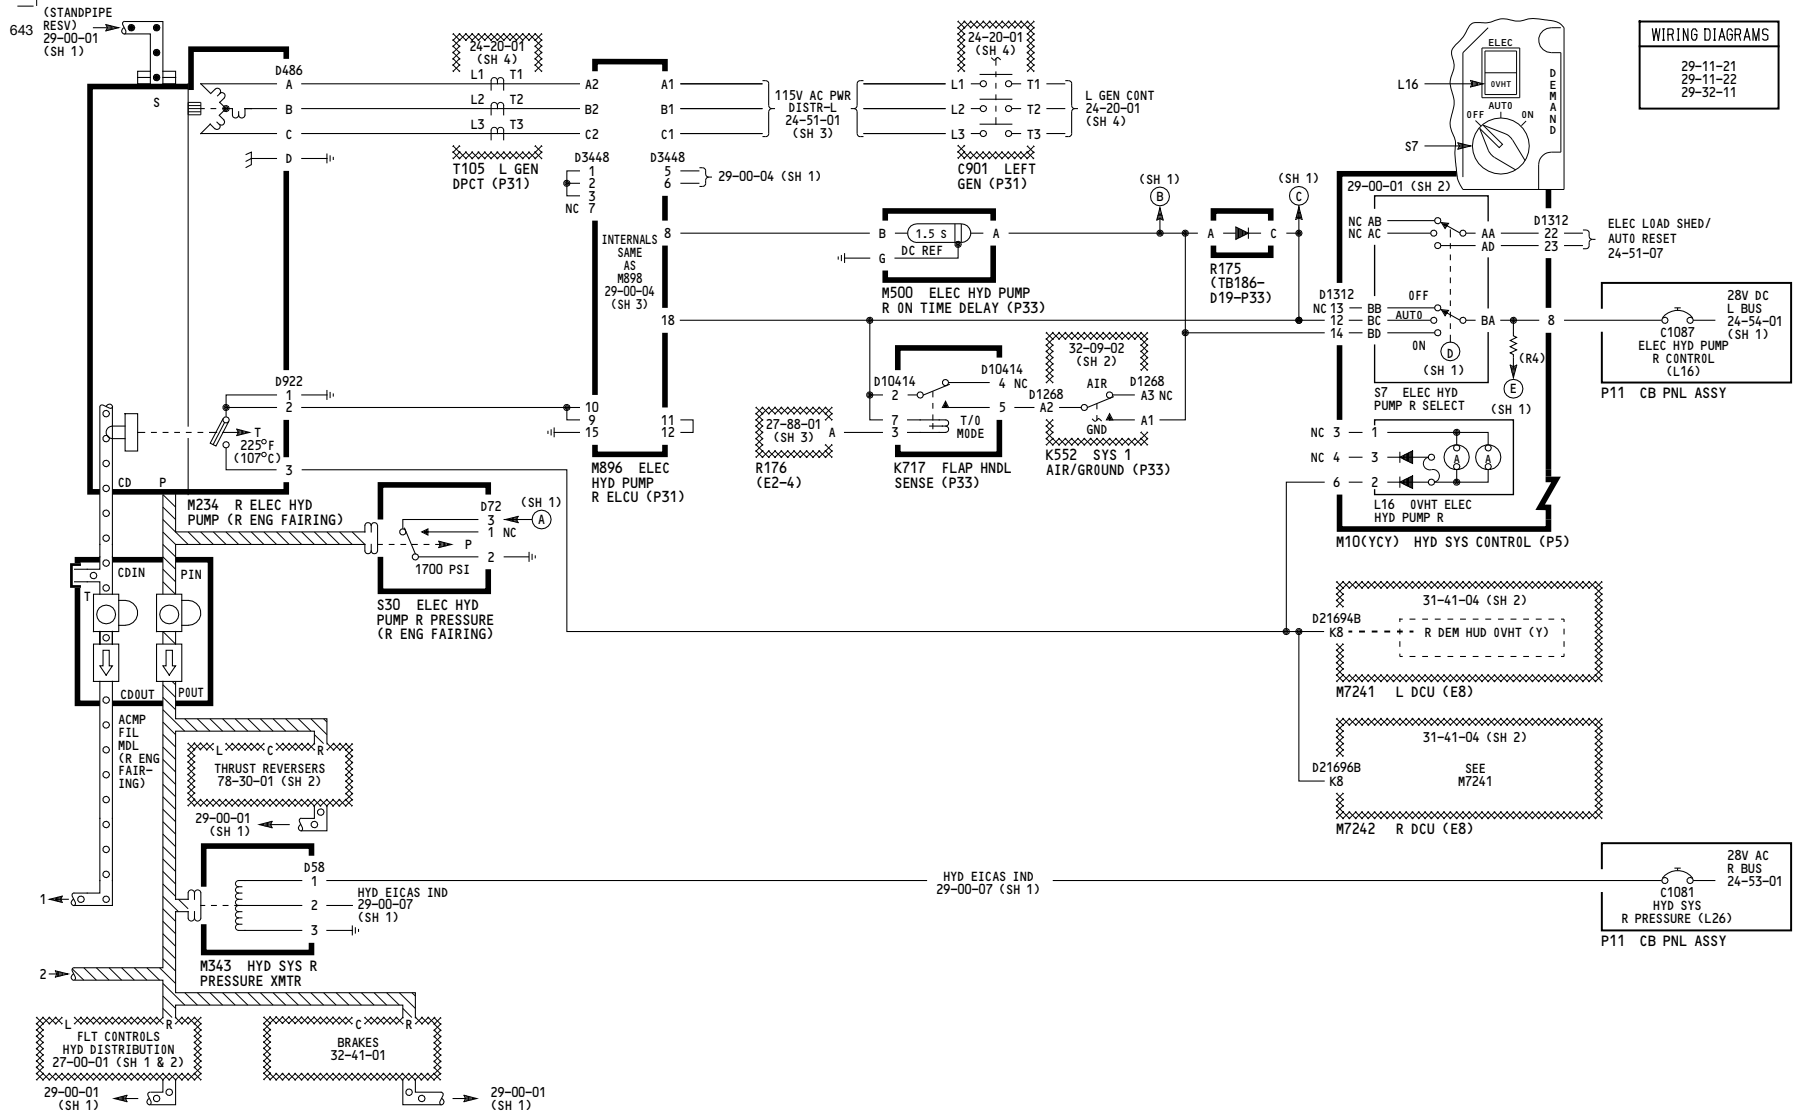 643
(STANDPIPE
RESV)
29-00-01
(SH 1)
S
D486
A
B
C
D
24-20-01
(SH 4)
L1 T1
L2 T2
L3 T3
T105 L GEN
DPCT (P31)
A2
B2
C2
D3448
1
2
3
NC 7
A1
B1
C1
D3448
5
6
29-00-04 (SH 1)
8
INTERNALS
SAME
AS
M898
29-00-04
(SH 3)
18
10
9
15
11
12
M896 ELEC
HYD PUMP
R ELCU (P31)
115V AC PWR
DISTR-L
24-51-01
(SH 3)
24-20-01
(SH 4)
L1 T1
L2 T2
L3 T3
C901 LEFT
GEN (P31)
L GEN CONT
24-20-01
(SH 4)
B 1.5 S A
DC REF
G
M500 ELEC HYD PUMP
R ON TIME DELAY (P33)
(SH 1)
B
A C
R175
(TB186-
D19-P33)
(SH 1)
C
D10414
2
7
3
D10414
4 NC
5
T/O
MODE
K717 FLAP HNDL
SENSE (P33)
27-88-01
(SH 3)
A
R176
(E2-4)
32-09-02
(SH 2)
D1268
A2
AIR
GND
D1268
A3 NC
A1
K552 SYS 1
AIR/GROUND (P33)
ELEC
OVHT
AUTO
OFF
ON
DEMAND
L16
S7
WIRING DIAGRAMS
29-11-21
29-11-22
29-32-11
29-00-01 (SH 2)
NC AB
NC AC
AA
AD
D1312
22
23
ELEC LOAD SHED/
AUTO RESET
24-51-07
D1312
NC 13 BB OFF
12 BC AUTO BA
14 BD
ON
D
(SH 1)
8
(R4)
E
(SH 1)
S7 ELEC HYD
PUMP R SELECT
NC 3 1
NC 4 3
6 2
A A
L16 OVHT ELEC
HYD PUMP R
M10(YCY) HYD SYS CONTROL (P5)
28V DC
L BUS
24-54-01
(SH 1)
C1087
ELEC HYD PUMP
R CONTROL
(L16)
P11 CB PNL ASSY
D922
1
2
T
225°F
(107°C)
3
CD P
M234 R ELEC HYD
PUMP (R ENG FAIRING)
(SH 1)
D72
3
A
1 NC
P
2
1700 PSI
S30 ELEC HYD
PUMP R PRESSURE
(R ENG FAIRING)
CDIN PIN
T
CDOUT POUT
ACMP
FIL
MDL
(R ENG
FAIR-
ING)
31-41-04 (SH 2)
D21694B
K8
R DEM HUD OVHT (Y)
M7241 L DCU (E8)
31-41-04 (SH 2)
D21696B
K8
SEE
M7241
M7242 R DCU (E8)
L C R
THRUST REVERSERS
78-30-01 (SH 2)
29-00-01
(SH 1)
D58
1
2
3
HYD EICAS IND
29-00-07
(SH 1)
M343 HYD SYS R
PRESSURE XMTR
HYD EICAS IND
29-00-07 (SH 1)
28V AC
R BUS
24-53-01
C1081
HYD SYS
R PRESSURE (L26)
P11 CB PNL ASSY
1
2
L R
FLT CONTROLS
HYD DISTRIBUTION
27-00-01 (SH 1 & 2)
29-00-01
(SH 1)
C R
BRAKES
32-41-01
29-00-01
(SH 1)